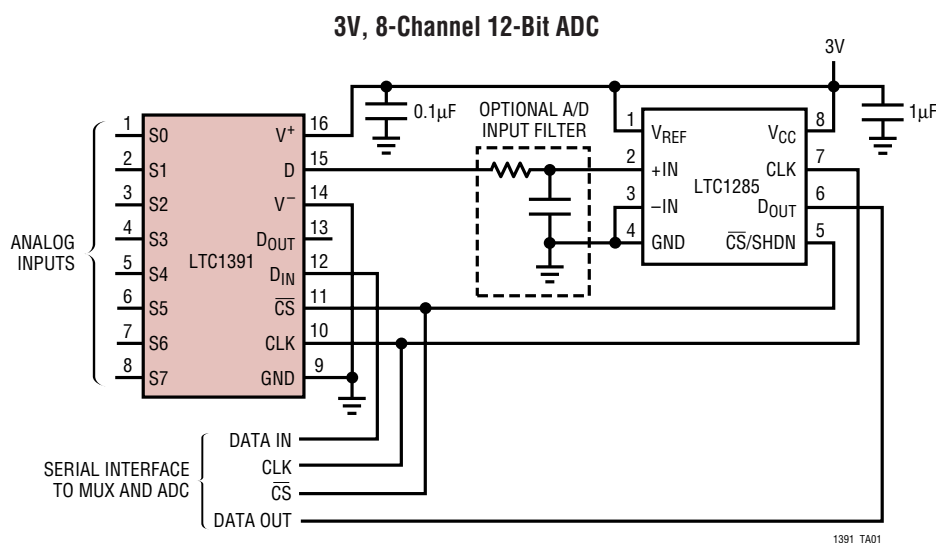 3V, 8-Channel 12-Bit ADC
3V
0.1µF
OPTIONAL A/D
INPUT FILTER
1µF
ANALOG
INPUTS
1 S0
2 S1
3 S2
4 S3
5 S4
6 S5
7 S6
8 S7
LTC1391
V+ 16
D 15
V− 14
DOUT 13
DIN 12
C̅S̅ 11
CLK 10
GND 9
1 VREF
2 +IN
3 −IN
4 GND
LTC1285
VCC 8
CLK 7
DOUT 6
C̅S̅/SHDN 5
SERIAL INTERFACE
TO MUX AND ADC
DATA IN
CLK
C̅S̅
DATA OUT
1391 TA01